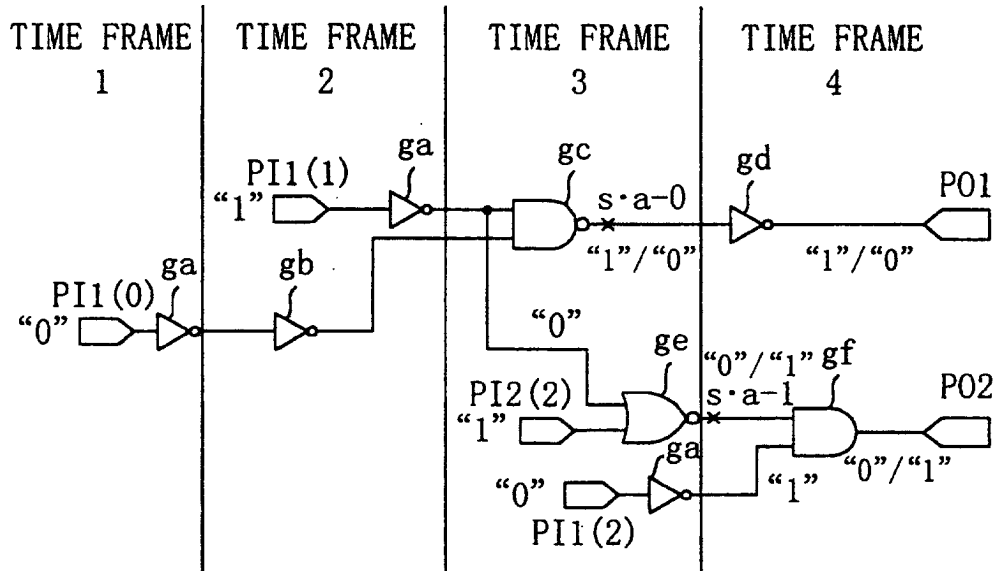 TIME FRAME 1
TIME FRAME 2
TIME FRAME 3
TIME FRAME 4
PI1(1)
“1”
ga
gc
s·a-0
“1”/“0”
gd
PO1
“1”/“0”
PI1(0)
“0”
ga
gb
“0”
ge
“0”/“1”
s·a-1
gf
PO2
PI2(2)
“1”
“0”/“1”
ga
“0”
“1”
PI1(2)